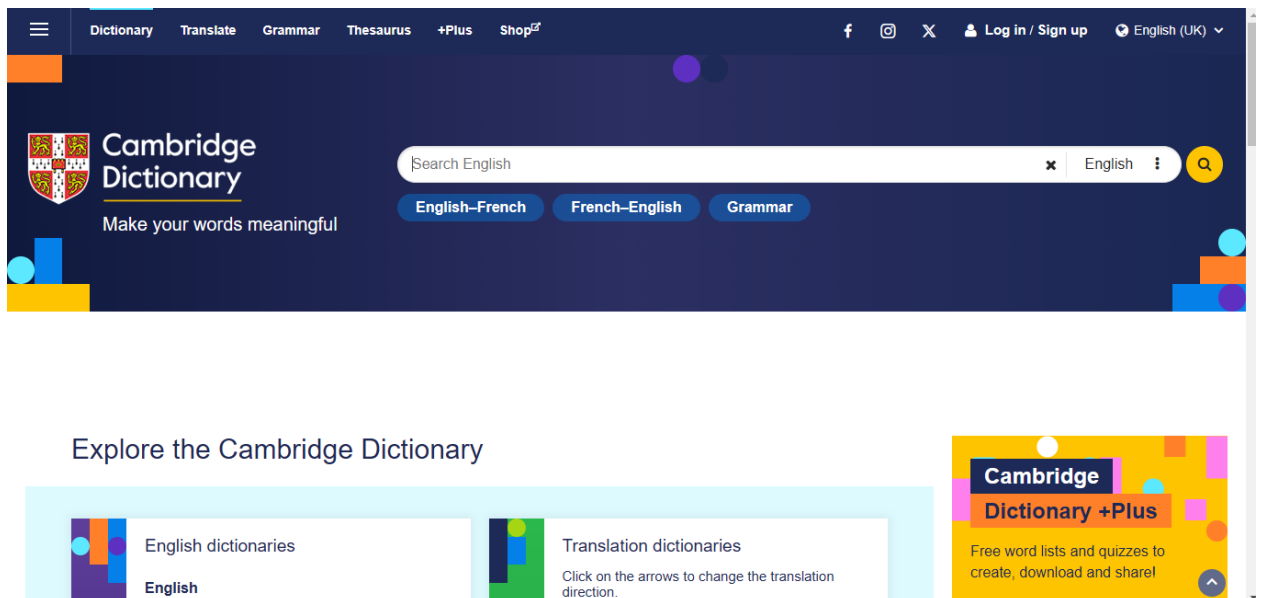 Dictionary Translate Grammar Thesaurus +Plus Shop Log in / Sign up English (UK)
Cambridge
Dictionary
Make your words meaningful
Search English English
English–French French–English Grammar
Explore the Cambridge Dictionary
English dictionaries
English
Translation dictionaries
Click on the arrows to change the translation
direction.
Cambridge
Dictionary +Plus
Free word lists and quizzes to
create, download and share!